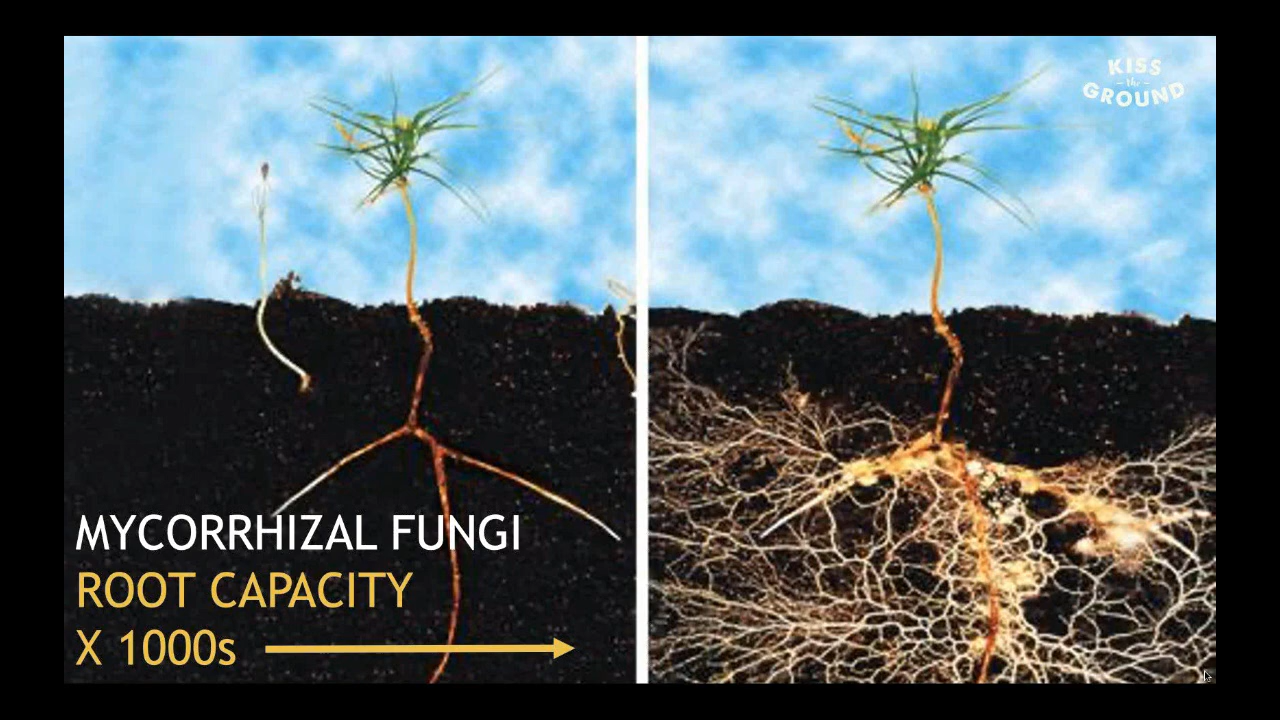 KISS
the
GROUND
MYCORRHIZAL FUNGI
ROOT CAPACITY
X 1000s